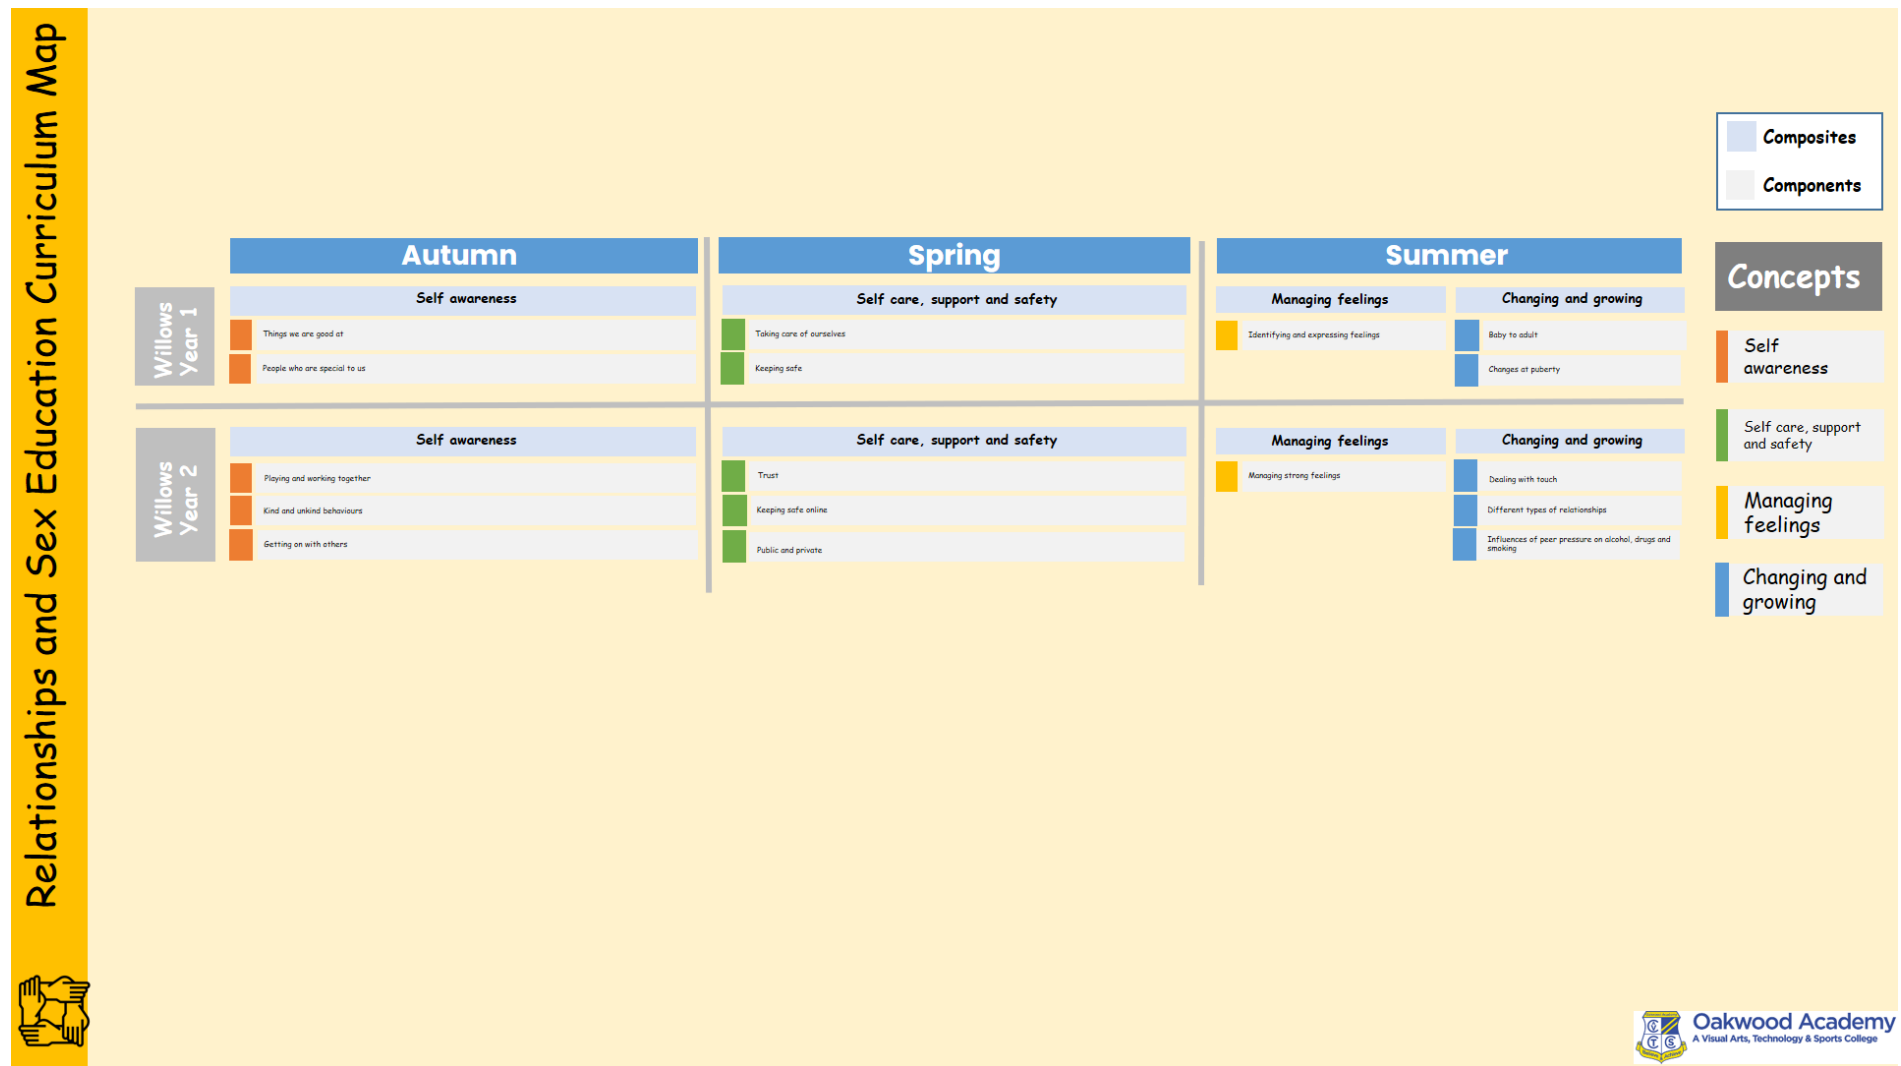 Relationships and Sex Education Curriculum Map
Composites
Components
Autumn
Spring
Summer
Concepts
Willows
Year 1
Self awareness
Things we are good at
People who are special to us
Self care, support and safety
Taking care of ourselves
Keeping safe
Managing feelings
Identifying and expressing feelings
Changing and growing
Baby to adult
Changes at puberty
Willows
Year 2
Self awareness
Playing and working together
Kind and unkind behaviours
Getting on with others
Self care, support and safety
Trust
Keeping safe online
Public and private
Managing feelings
Managing strong feelings
Changing and growing
Dealing with touch
Different types of relationships
Influences of peer pressure on alcohol, drugs and
smoking
Self
awareness
Self care, support
and safety
Managing
feelings
Changing and
growing
Oakwood Academy
A Visual Arts, Technology & Sports College